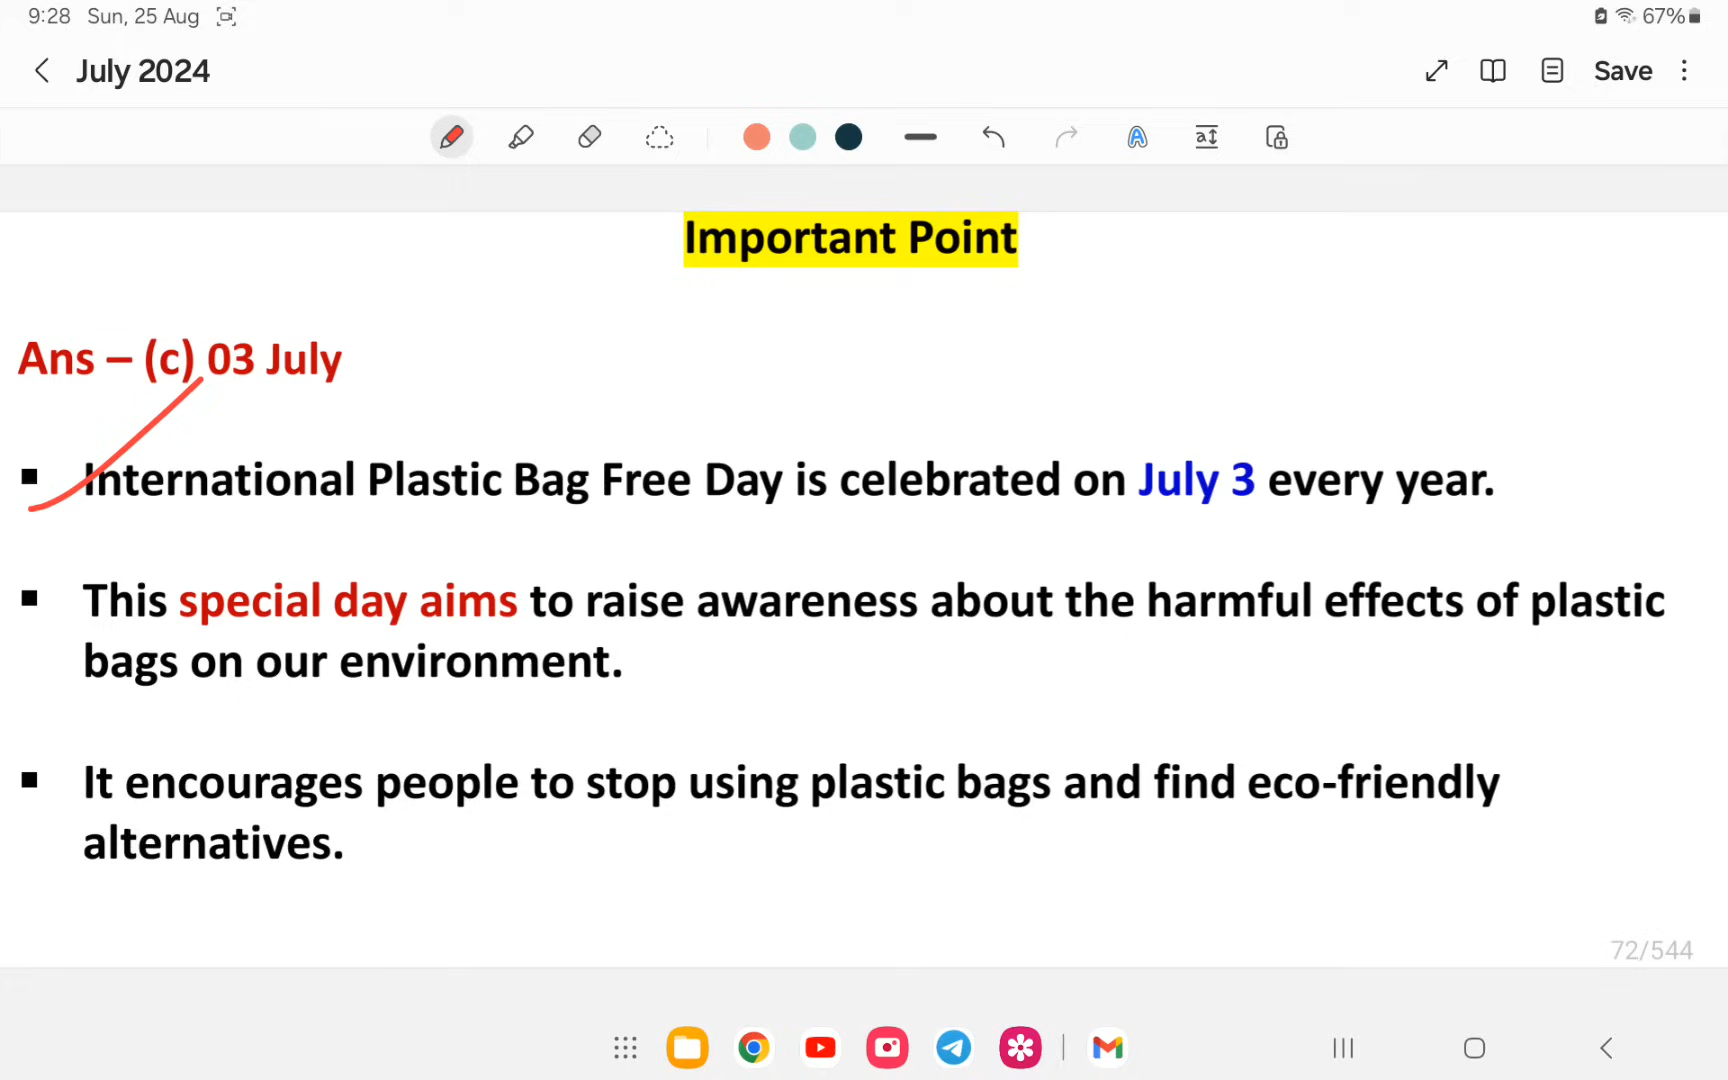 9:28 Sun, 25 Aug 67%
July 2024 Save
Important Point
Ans – (c) 03 July
▪ International Plastic Bag Free Day is celebrated on July 3 every year.
▪ This special day aims to raise awareness about the harmful effects of plastic
bags on our environment.
▪ It encourages people to stop using plastic bags and find eco-friendly
alternatives.
72/544